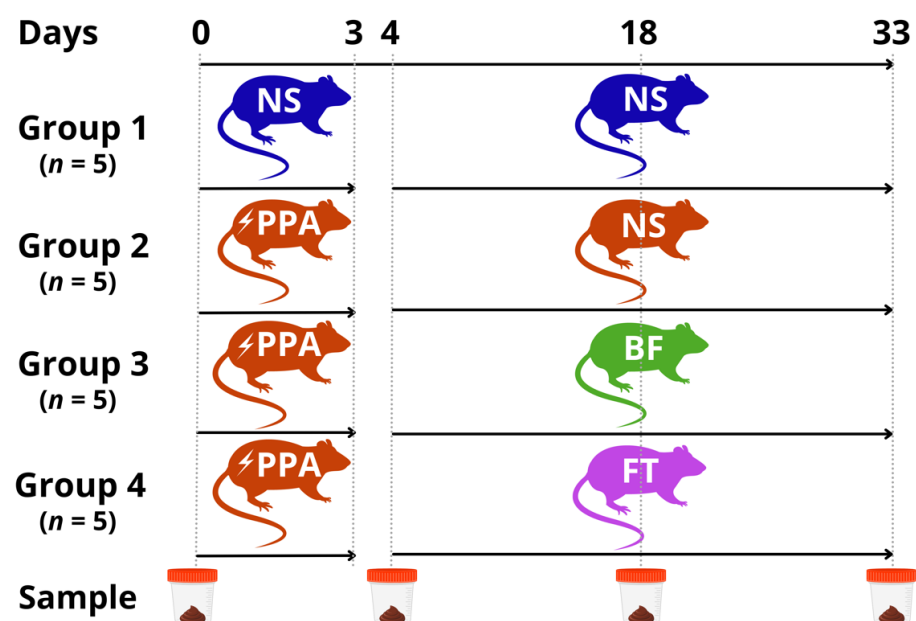 Days 0 3 4 18 33
NS NS
Group 1
(n = 5)
PPA NS
Group 2
(n = 5)
PPA BF
Group 3
(n = 5)
PPA FT
Group 4
(n = 5)
Sample